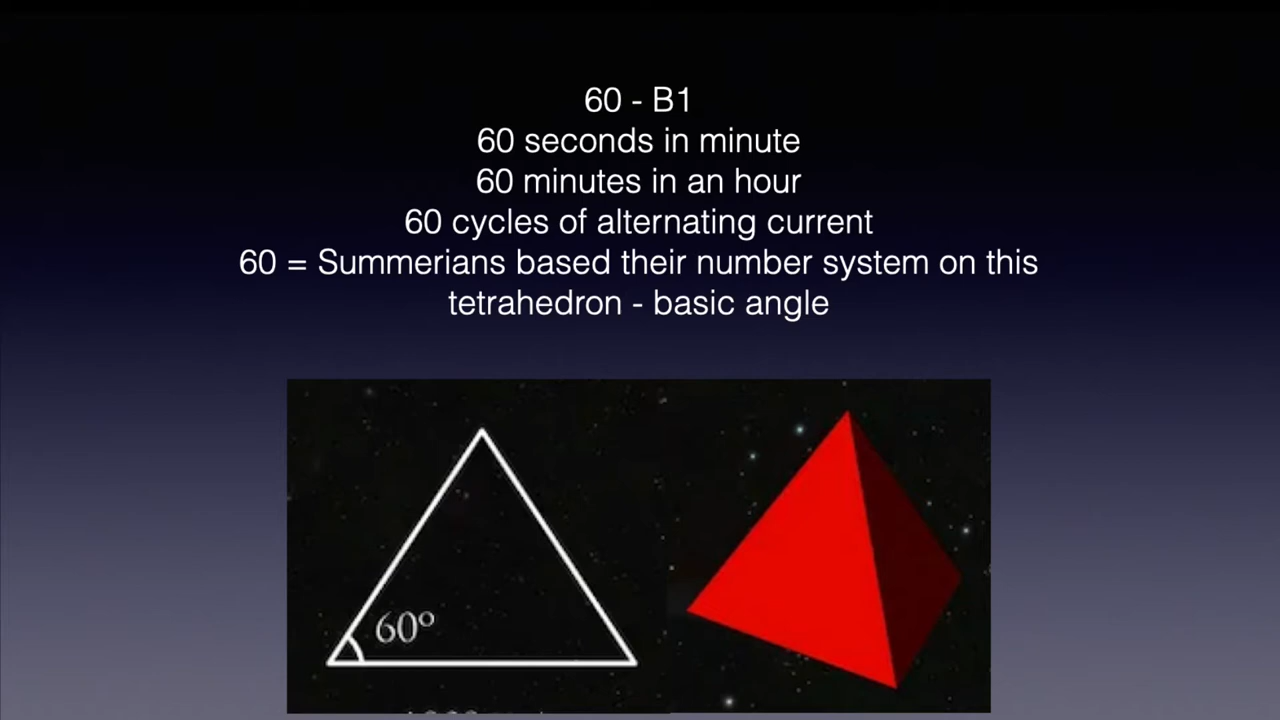 60 - B1
60 seconds in minute
60 minutes in an hour
60 cycles of alternating current
60 = Summerians based their number system on this
tetrahedron - basic angle
60º